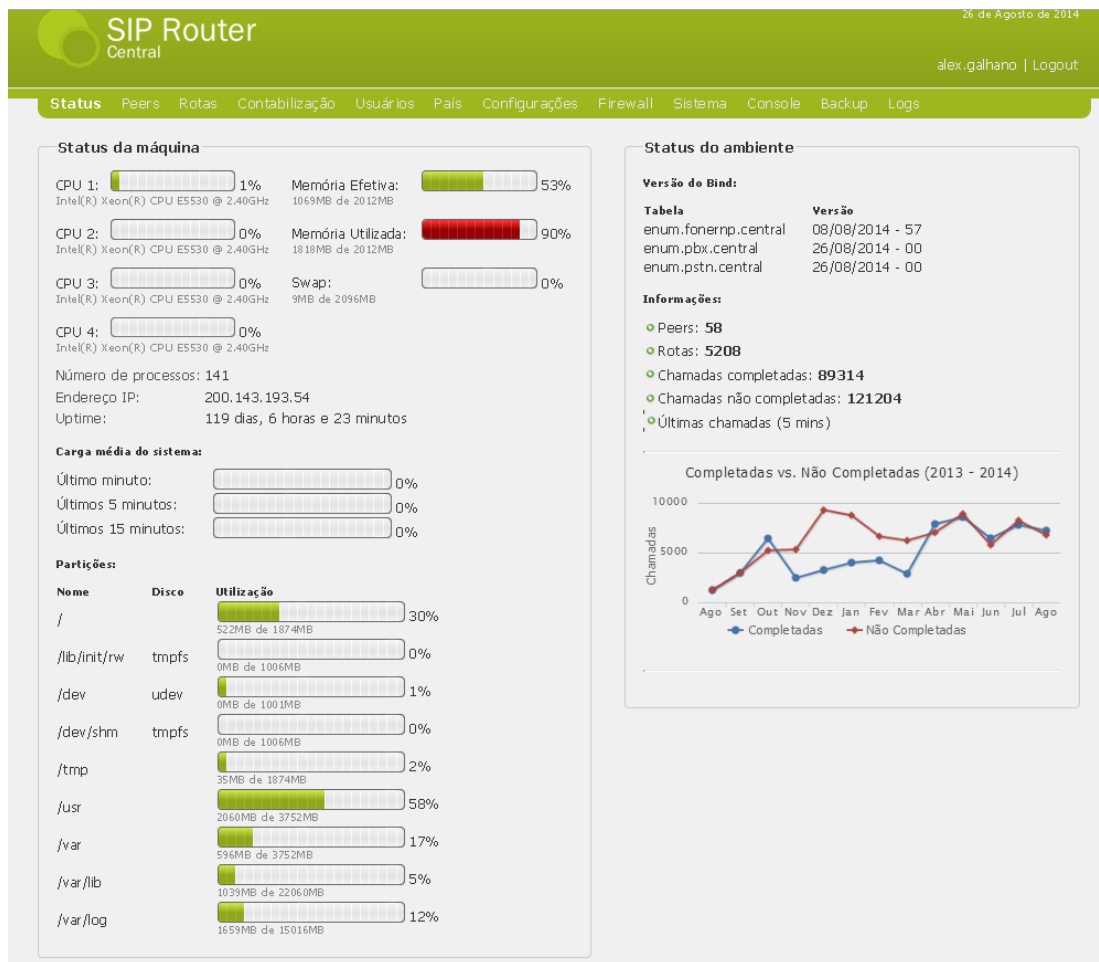 26 de Agosto de 2014
SIP Router
Central
alex.galhano | Logout
Status Peers Rotas Contabilização Usuários País Configurações Firewall Sistema Console Backup Logs
Status da máquina
CPU 1: 1%
Intel(R) Xeon(R) CPU E5530 @ 2.40GHz
Memória Efetiva: 53%
1069MB de 2012MB
CPU 2: 0%
Intel(R) Xeon(R) CPU E5530 @ 2.40GHz
Memória Utilizada: 90%
1818MB de 2012MB
CPU 3: 0%
Intel(R) Xeon(R) CPU E5530 @ 2.40GHz
Swap: 0%
9MB de 2096MB
CPU 4: 0%
Intel(R) Xeon(R) CPU E5530 @ 2.40GHz
Número de processos: 141
Endereço IP: 200.143.193.54
Uptime: 119 dias, 6 horas e 23 minutos
Carga média do sistema:
Último minuto: 0%
Últimos 5 minutos: 0%
Últimos 15 minutos: 0%
Partições:
Nome Disco Utilização
/ 30%
522MB de 1874MB
/lib/init/rw tmpfs 0%
0MB de 1006MB
/dev udev 1%
0MB de 1001MB
/dev/shm tmpfs 0%
0MB de 1006MB
/tmp 2%
35MB de 1874MB
/usr 58%
2060MB de 3752MB
/var 17%
596MB de 3752MB
/var/lib 5%
1039MB de 22060MB
/var/log 12%
1659MB de 15016MB
Status do ambiente
Versão do Bind:
Tabela Versão
enum.fonernp.central 08/08/2014 - 57
enum.pbx.central 26/08/2014 - 00
enum.pstn.central 26/08/2014 - 00
Informações:
Peers: 58
Rotas: 5208
Chamadas completadas: 89314
Chamadas não completadas: 121204
Últimas chamadas (5 mins)
Completadas vs. Não Completadas (2013 - 2014)
Chamadas
10000
5000
0
Ago Set Out Nov Dez Jan Fev Mar Abr Mai Jun Jul Ago
Completadas Não Completadas